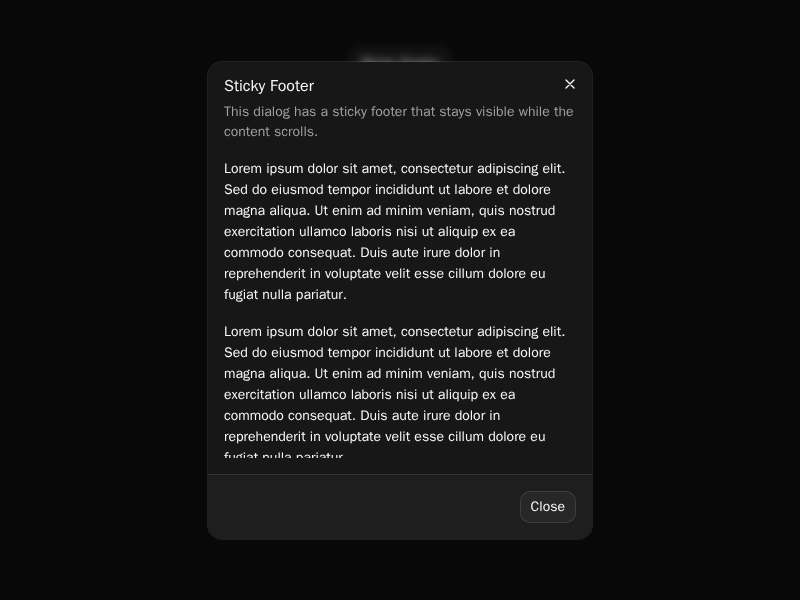 Sticky Footer
This dialog has a sticky footer that stays visible while the
content scrolls.
Lorem ipsum dolor sit amet, consectetur adipiscing elit.
Sed do eiusmod tempor incididunt ut labore et dolore
magna aliqua. Ut enim ad minim veniam, quis nostrud
exercitation ullamco laboris nisi ut aliquip ex ea
commodo consequat. Duis aute irure dolor in
reprehenderit in voluptate velit esse cillum dolore eu
fugiat nulla pariatur.
Lorem ipsum dolor sit amet, consectetur adipiscing elit.
Sed do eiusmod tempor incididunt ut labore et dolore
magna aliqua. Ut enim ad minim veniam, quis nostrud
exercitation ullamco laboris nisi ut aliquip ex ea
commodo consequat. Duis aute irure dolor in
reprehenderit in voluptate velit esse cillum dolore eu
fugiat nulla pariatur.
Close